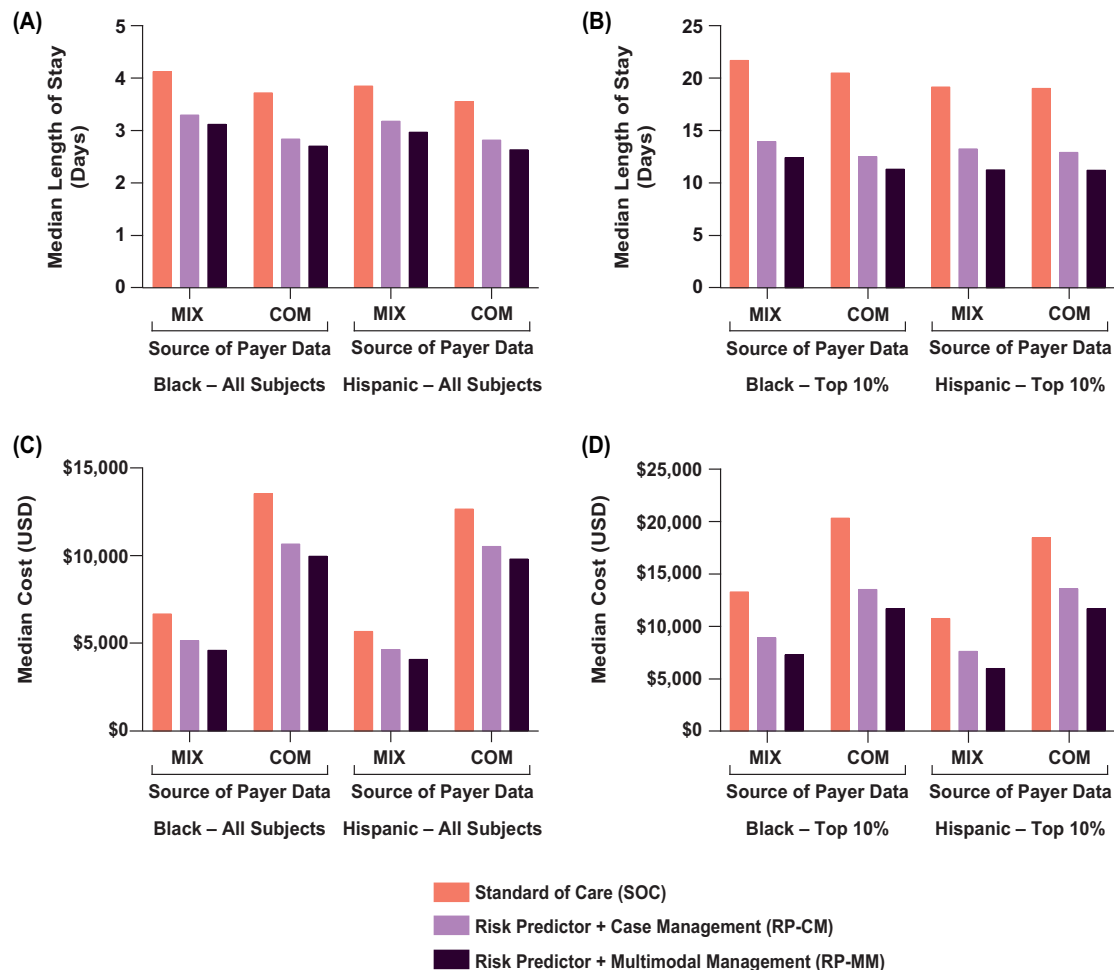 (A)
Median Length of Stay
(Days)
5
4
3
2
1
0
MIX COM MIX COM
Source of Payer Data Source of Payer Data
Black – All Subjects Hispanic – All Subjects
(B)
Median Length of Stay
(Days)
25
20
15
10
5
0
MIX COM MIX COM
Source of Payer Data Source of Payer Data
Black – Top 10% Hispanic – Top 10%
(C)
Median Cost (USD)
$15,000
$10,000
$5,000
$0
MIX COM MIX COM
Source of Payer Data Source of Payer Data
Black – All Subjects Hispanic – All Subjects
(D)
Median Cost (USD)
$25,000
$20,000
$15,000
$10,000
$5,000
$0
MIX COM MIX COM
Source of Payer Data Source of Payer Data
Black – Top 10% Hispanic – Top 10%
Standard of Care (SOC)
Risk Predictor + Case Management (RP-CM)
Risk Predictor + Multimodal Management (RP-MM)